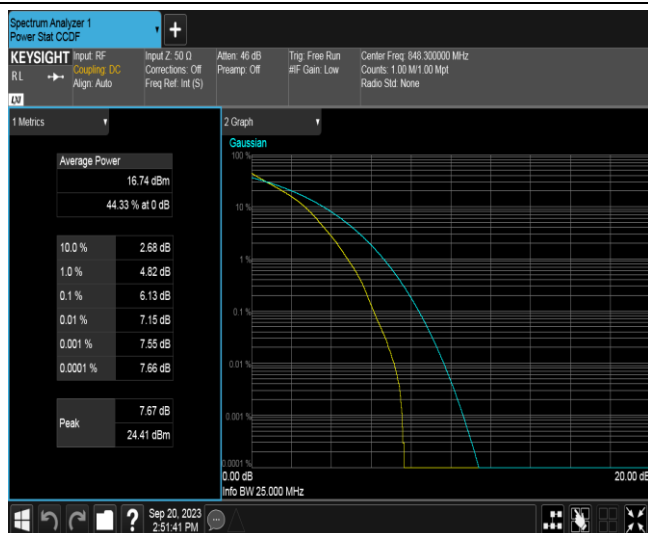 Spectrum Analyzer 1
Power Stat CCDF
+
KEYSIGHT
RL
LXI
Input: RF
Coupling: DC
Align: Auto
Input Z: 50 Ω
Corrections: Off
Freq Ref: Int (S)
Atten: 46 dB
Preamp: Off
Trig: Free Run
#IF Gain: Low
Center Freq: 848.300000 MHz
Counts: 1.00 M/1.00 Mpt
Radio Std: None
1 Metrics
Average Power
16.74 dBm
44.33 % at 0 dB
10.0 % 2.68 dB
1.0 % 4.82 dB
0.1 % 6.13 dB
0.01 % 7.15 dB
0.001 % 7.55 dB
0.0001 % 7.66 dB
Peak
7.67 dB
24.41 dBm
2 Graph
Gaussian
100 %
10 %
1 %
0.1 %
0.01 %
0.001 %
0.0001 %
0.00 dB 20.00 dB
Info BW 25.000 MHz
?
Sep 20, 2023
2:51:41 PM